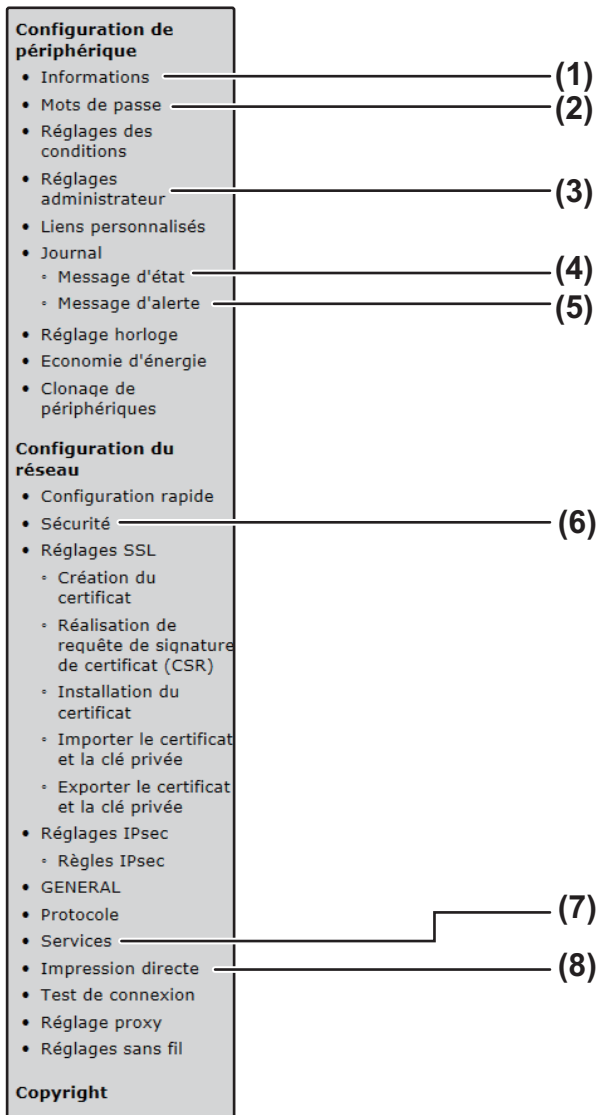 Configuration de
périphérique
• Informations (1)
• Mots de passe (2)
• Réglages des
conditions
• Réglages
administrateur (3)
• Liens personnalisés
• Journal
◦ Message d'état (4)
◦ Message d'alerte (5)
• Réglage horloge
• Economie d'énergie
• Clonage de
périphériques
Configuration du
réseau
• Configuration rapide
• Sécurité (6)
• Réglages SSL
◦ Création du
certificat
◦ Réalisation de
requête de signature
de certificat (CSR)
◦ Installation du
certificat
◦ Importer le certificat
et la clé privée
◦ Exporter le certificat
et la clé privée
• Réglages IPsec
◦ Règles IPsec
• GENERAL
• Protocole
• Services (7)
• Impression directe (8)
• Test de connexion
• Réglage proxy
• Réglages sans fil
Copyright